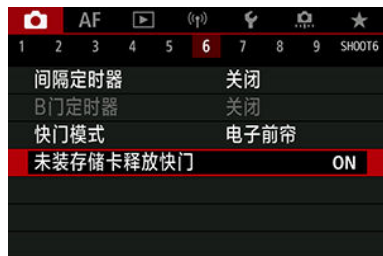 AF
1 2 3 4 5 6 7 8 9 SHOOT6
间隔定时器 关闭
B门定时器 关闭
快门模式 电子前帘
未装存储卡释放快门 ON